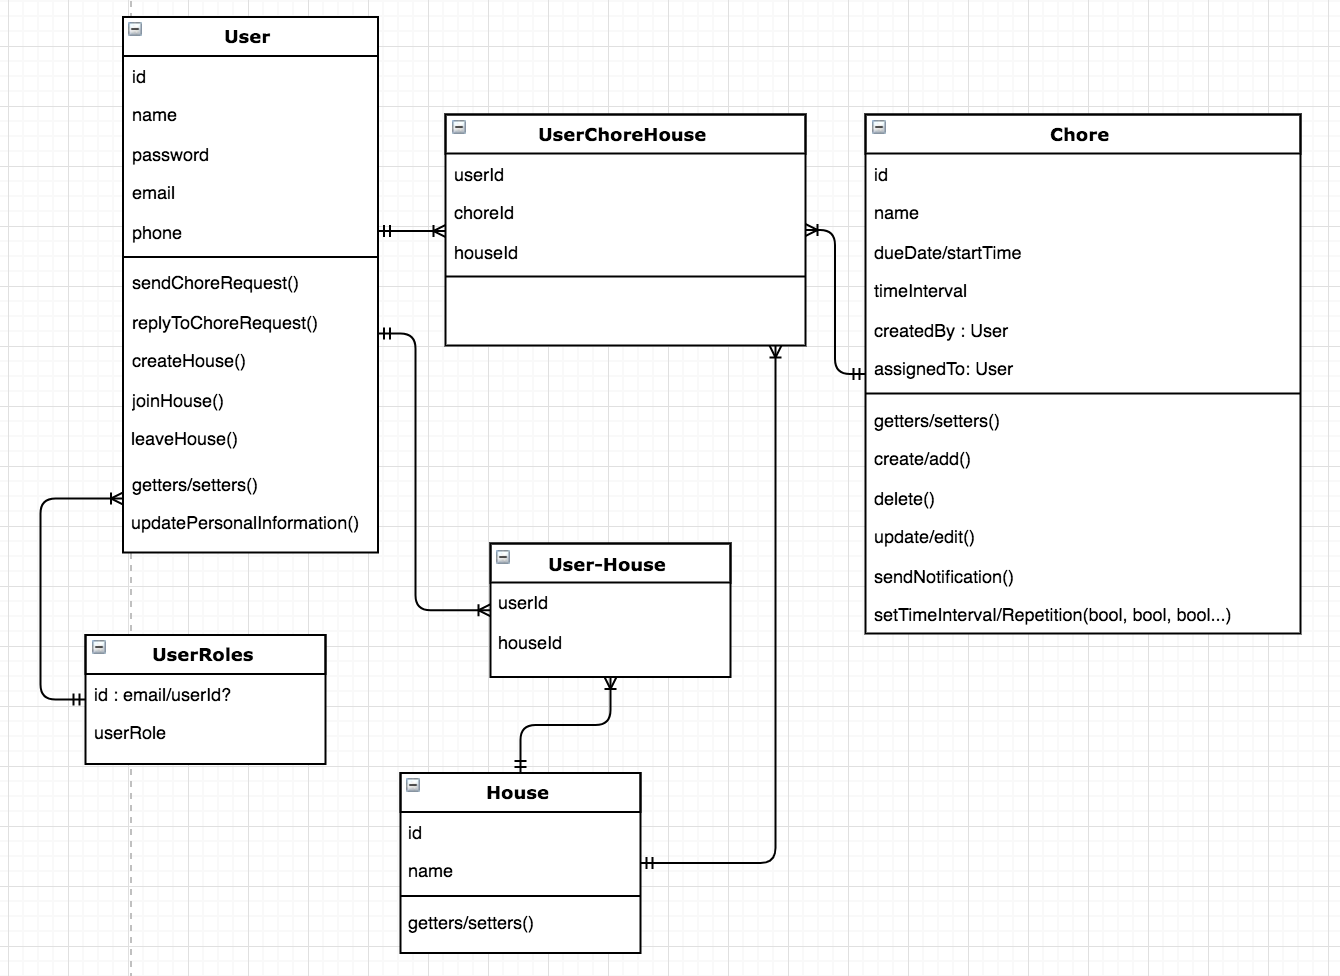 User
id
name
password
email
phone
sendChoreRequest()
replyToChoreRequest()
createHouse()
joinHouse()
leaveHouse()
getters/setters()
updatePersonalInformation()
UserChoreHouse
userId
choreId
houseId
Chore
id
name
dueDate/startTime
timeInterval
createdBy : User
assignedTo: User
getters/setters()
create/add()
delete()
update/edit()
sendNotification()
setTimeInterval/Repetition(bool, bool, bool...)
User-House
userId
houseId
UserRoles
id : email/userId?
userRole
House
id
name
getters/setters()